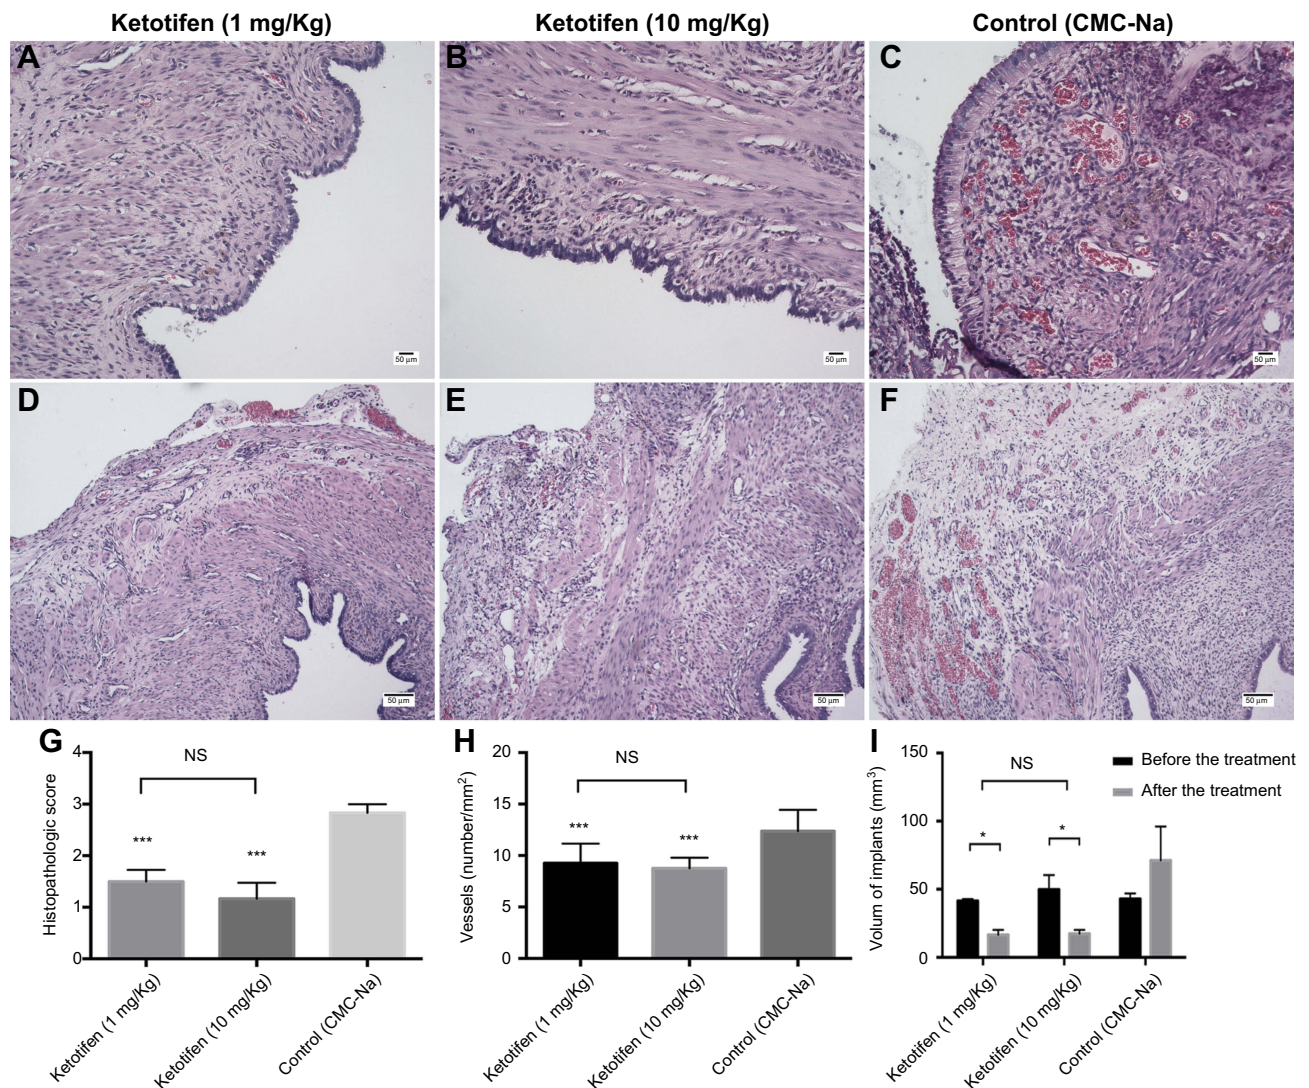 Ketotifen (1 mg/Kg) Ketotifen (10 mg/Kg) Control (CMC-Na)
A B C
50 μm 50 μm 50 μm
D E F
50 μm 50 μm 50 μm
G
Histopathologic score
4
3
2
1
0
NS
***
***
Ketotifen (1 mg/Kg)
Ketotifen (10 mg/Kg)
Control (CMC-Na)
H
Vessels (number/mm²)
20
15
10
5
0
NS
***
***
Ketotifen (1 mg/Kg)
Ketotifen (10 mg/Kg)
Control (CMC-Na)
I
Volum of implants (mm³)
150
100
50
0
NS
*
*
Before the treatment
After the treatment
Ketotifen (1 mg/Kg)
Ketotifen (10 mg/Kg)
Control (CMC-Na)